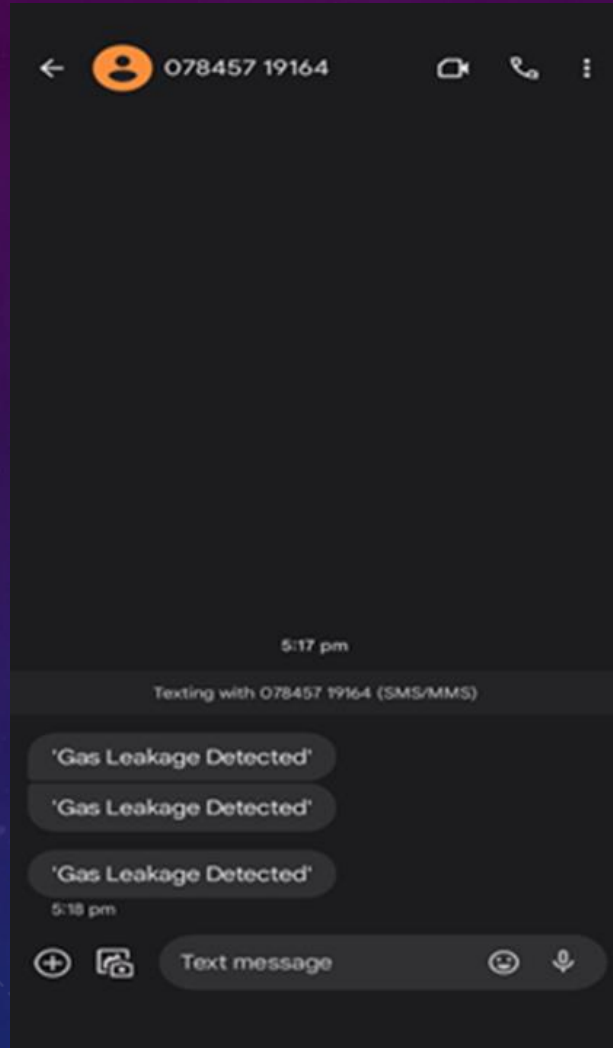 078457 19164
5:17 pm
Texting with 078457 19164 (SMS/MMS)
'Gas Leakage Detected'
'Gas Leakage Detected'
'Gas Leakage Detected'
5:18 pm
Text message